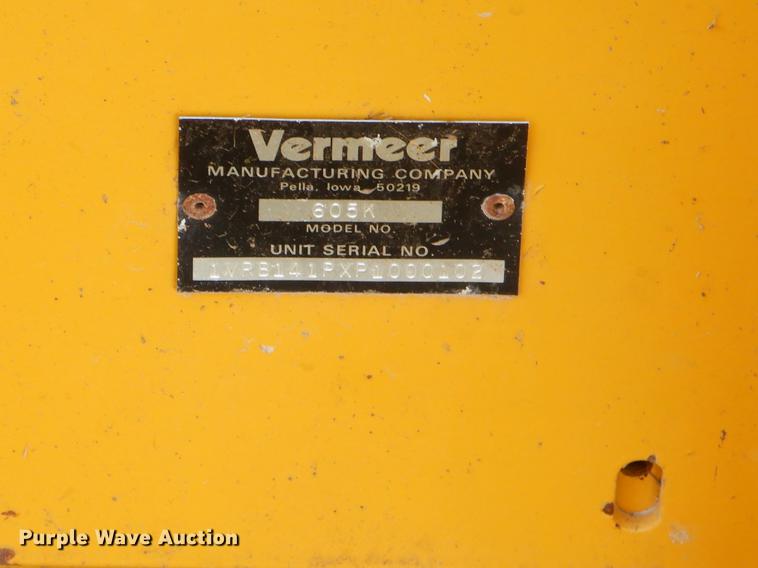 Vermeer
MANUFACTURING COMPANY
Pella, Iowa 50219
605K
MODEL NO.
UNIT SERIAL NO.
1VRB141PXP1000102
Purple Wave Auction®